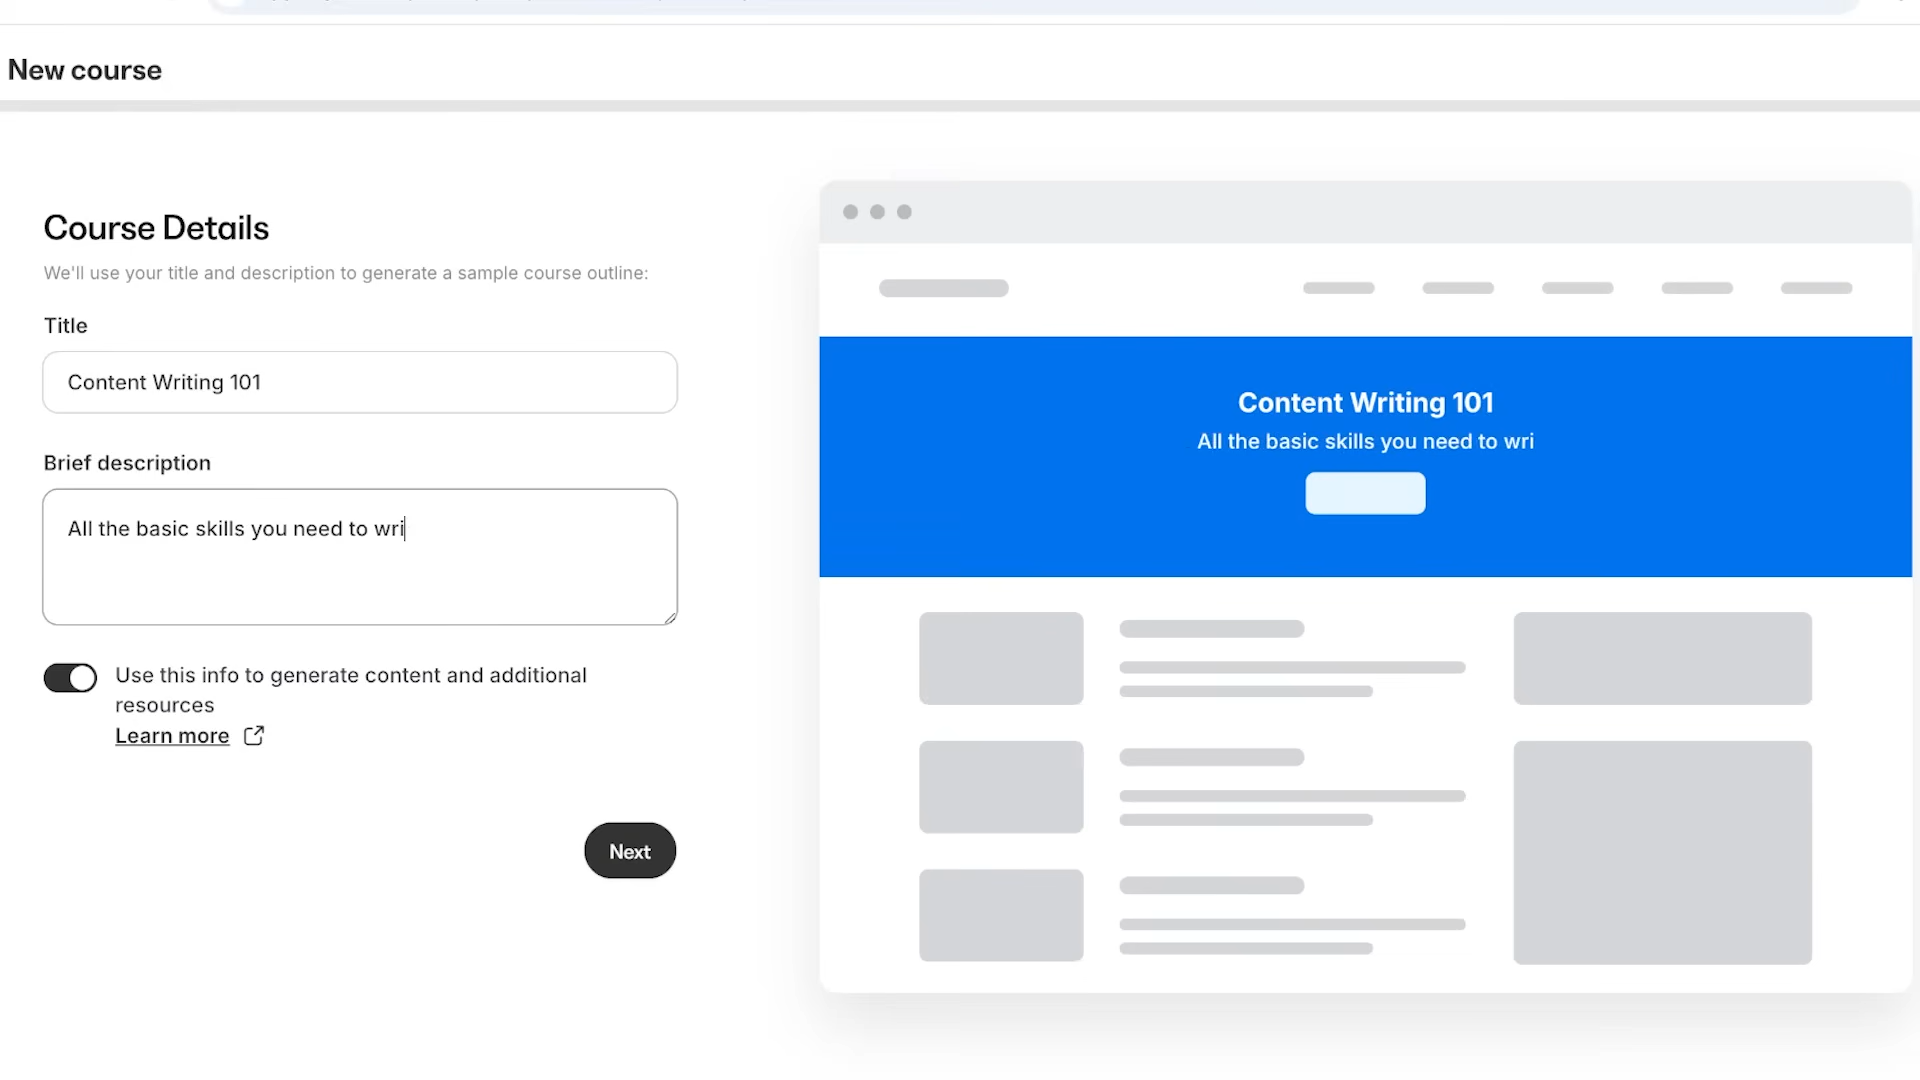 New course
Course Details
We'll use your title and description to generate a sample course outline:
Title
Content Writing 101
Brief description
All the basic skills you need to wri
Use this info to generate content and additional
resources
Learn more
Next
Content Writing 101
All the basic skills you need to wri